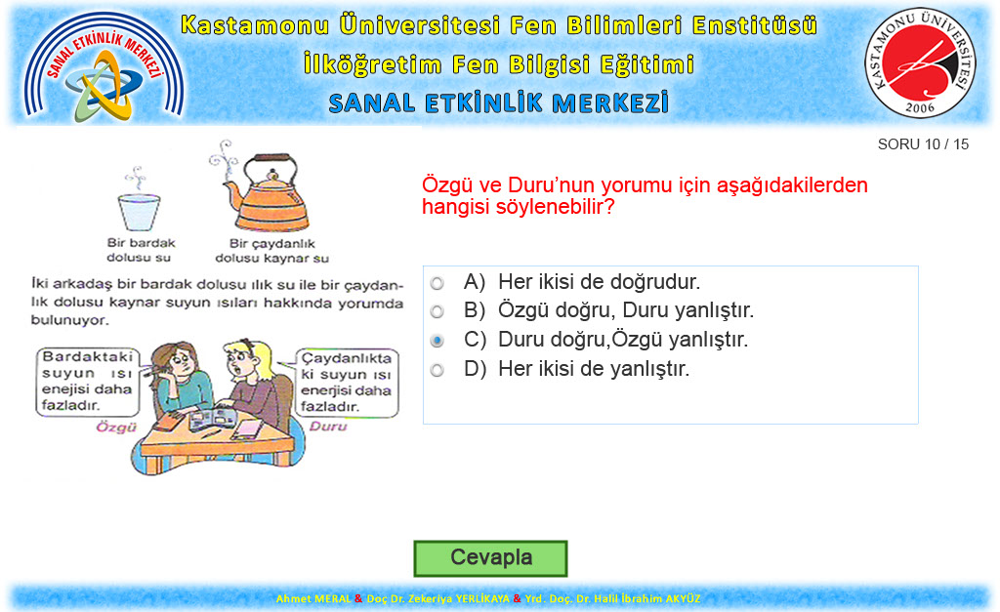 Kastamonu Üniversitesi Fen Bilimleri Enstitüsü
İlköğretim Fen Bilgisi Eğitimi
SANAL ETKİNLİK MERKEZİ
SANAL ETKİNLİK MERKEZİ
KASTAMONU ÜNİVERSİTESİ
2006
SORU 10 / 15
Bir bardak
dolusu su
Bir çaydanlık
dolusu kaynar su
İki arkadaş bir bardak dolusu ılık su ile bir çaydan-
lık dolusu kaynar suyun ısıları hakkında yorumda
bulunuyor.
Bardaktaki
suyun ısı
enejisi daha
fazladır.
Özgü
Çaydanlıkta
ki suyun ısı
enerjisi daha
fazladır.
Duru
Özgü ve Duru’nun yorumu için aşağıdakilerden
hangisi söylenebilir?
A) Her ikisi de doğrudur.
B) Özgü doğru, Duru yanlıştır.
C) Duru doğru,Özgü yanlıştır.
D) Her ikisi de yanlıştır.
Cevapla
Ahmet MERAL & Doç Dr. Zekeriya YERLİKAYA & Yrd. Doç. Dr. Halil İbrahim AKYÜZ